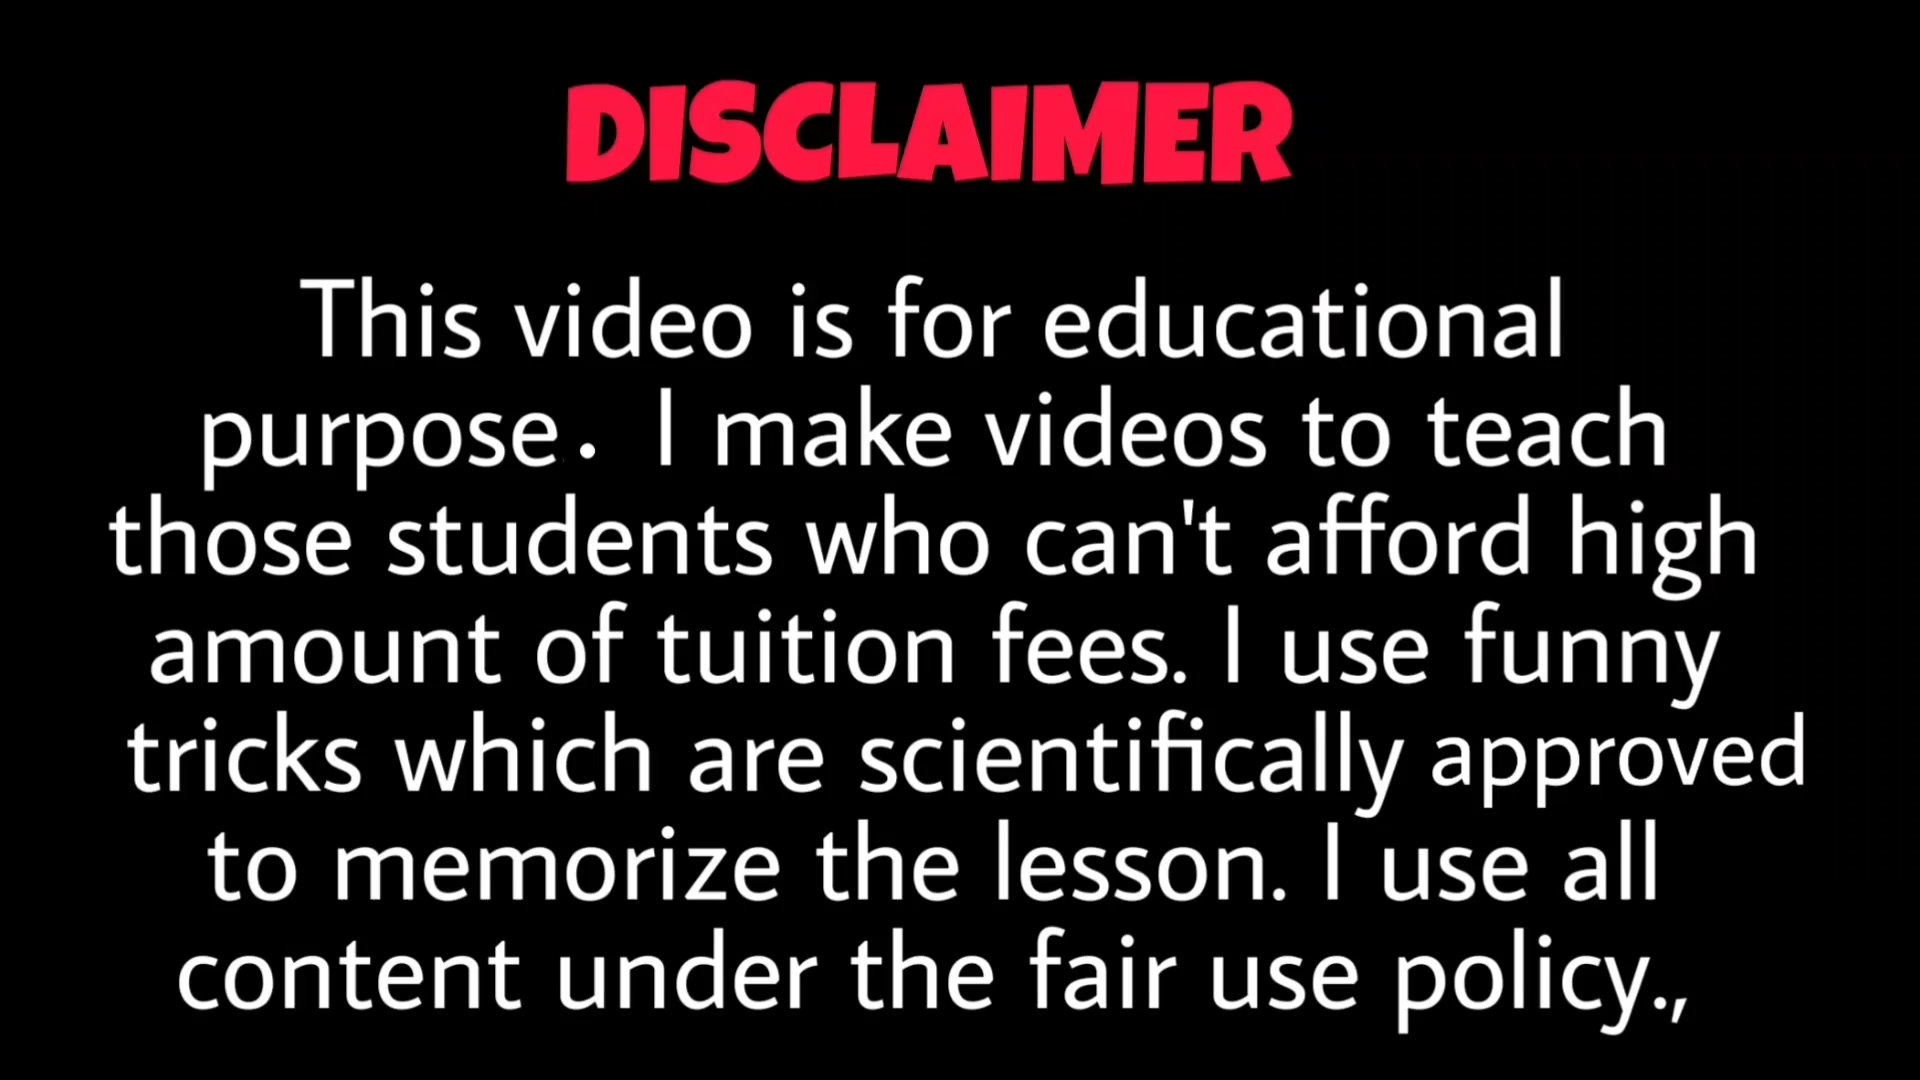 DISCLAIMER
This video is for educational
purpose. I make videos to teach
those students who can't afford high
amount of tuition fees. I use funny
tricks which are scientifically approved
to memorize the lesson. I use all
content under the fair use policy.,